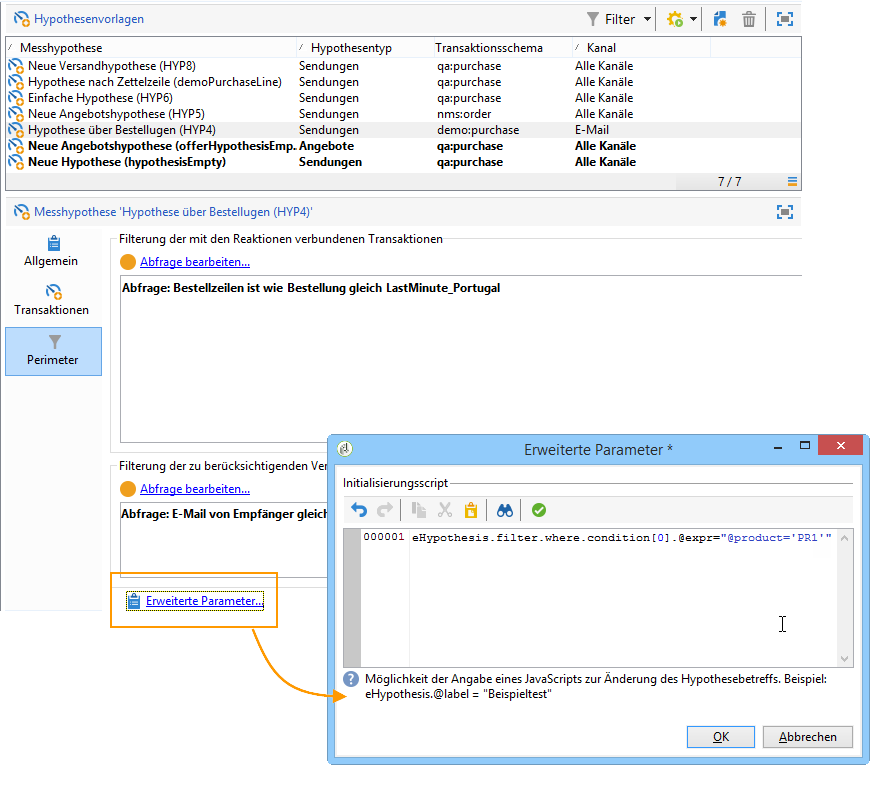 Hypothesenvorlagen Filter
Messhypothese Hypothesentyp Transaktionsschema Kanal
Neue Versandhypothese (HYP8) Sendungen qa:purchase Alle Kanäle
Hypothese nach Zettelzeile (demoPurchaseLine) Sendungen qa:purchase Alle Kanäle
Einfache Hypothese (HYP6) Sendungen qa:purchase Alle Kanäle
Neue Angebotshypothese (HYP5) Sendungen nms:order Alle Kanäle
Hypothese über Bestellugen (HYP4) Sendungen demo:purchase E-Mail
Neue Angebotshypothese (offerHypothesisEmp.. Angebote qa:purchase Alle Kanäle
Neue Hypothese (hypothesisEmpty) Sendungen qa:purchase Alle Kanäle
7 / 7
Messhypothese 'Hypothese über Bestellugen (HYP4)'
Allgemein
Transaktionen
Perimeter
Filterung der mit den Reaktionen verbundenen Transaktionen
Abfrage bearbeiten...
Abfrage: Bestellzeilen ist wie Bestellung gleich LastMinute_Portugal
Filterung der zu berücksichtigenden Ver
Abfrage bearbeiten...
Abfrage: E-Mail von Empfänger gleich
Erweiterte Parameter...
Erweiterte Parameter *
Initialisierungsscript
000001 eHypothesis.filter.where.condition[0].@expr="@product='PR1'"
? Möglichkeit der Angabe eines JavaScripts zur Änderung des Hypothesebetreffs. Beispiel:
eHypothesis.@label = "Beispieltest"
OK Abbrechen